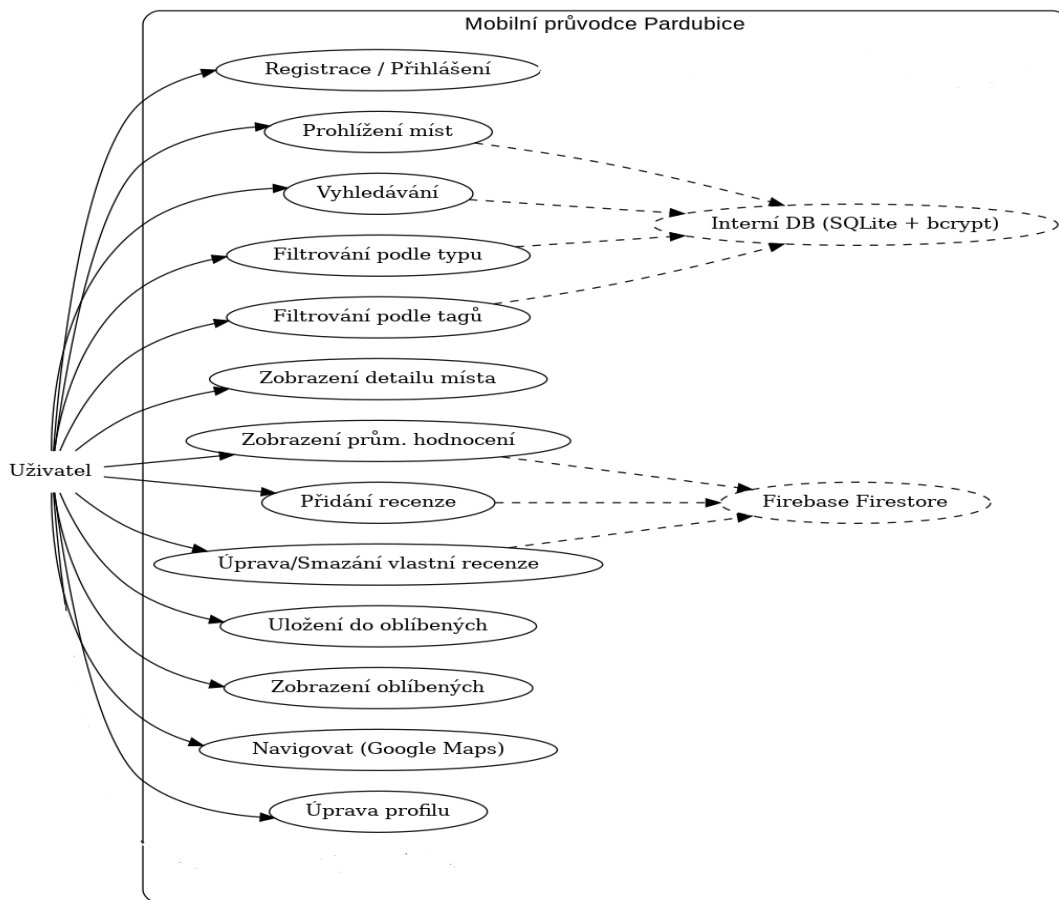 Mobilní průvodce Pardubice
Registrace / Přihlášení
Prohlížení míst
Vyhledávání
Interní DB (SQLite + bcrypt)
Filtrování podle typu
Filtrování podle tagů
Zobrazení detailu místa
Zobrazení prům. hodnocení
Uživatel
Přidání recenze
Firebase Firestore
Úprava/Smazání vlastní recenze
Uložení do oblíbených
Zobrazení oblíbených
Navigovat (Google Maps)
Úprava profilu